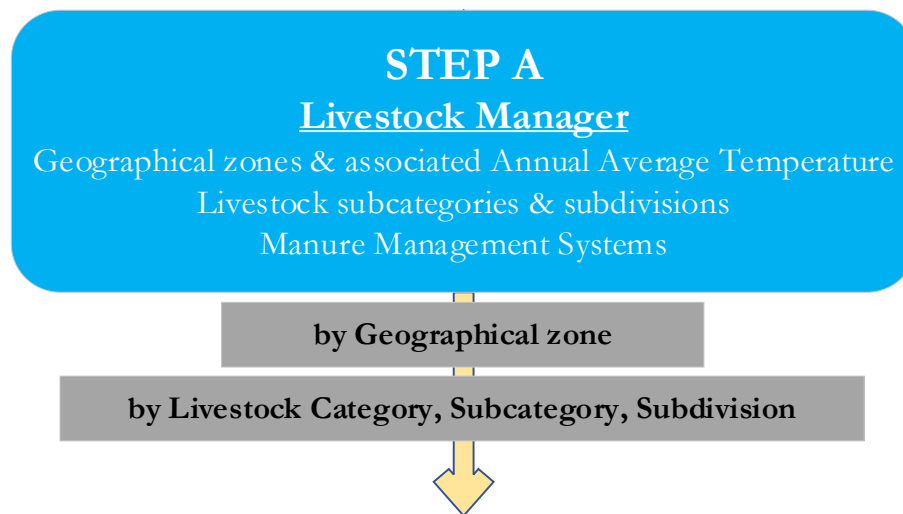 STEP A
Livestock Manager
Geographical zones & associated Annual Average Temperature
Livestock subcategories & subdivisions
Manure Management Systems
by Geographical zone
by Livestock Category, Subcategory, Subdivision